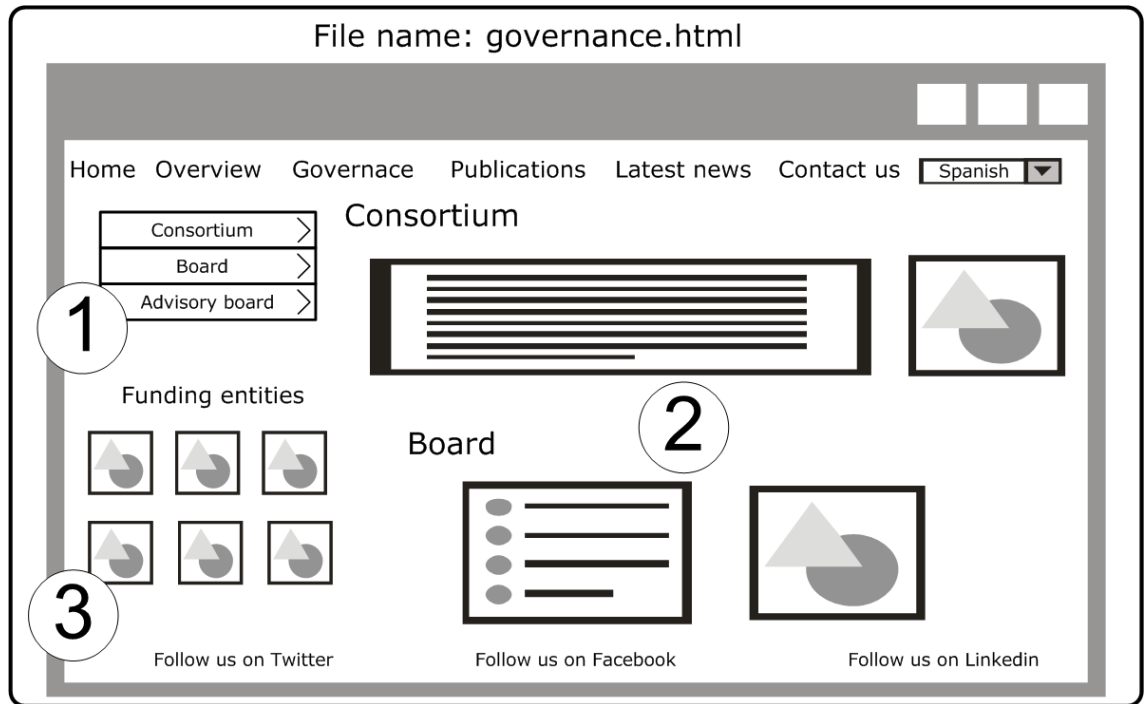 File name: governance.html
Home Overview Governace Publications Latest news Contact us Spanish
Consortium
Board
Advisory board
1
Consortium
Funding entities
2
Board
3
Follow us on Twitter Follow us on Facebook Follow us on Linkedin